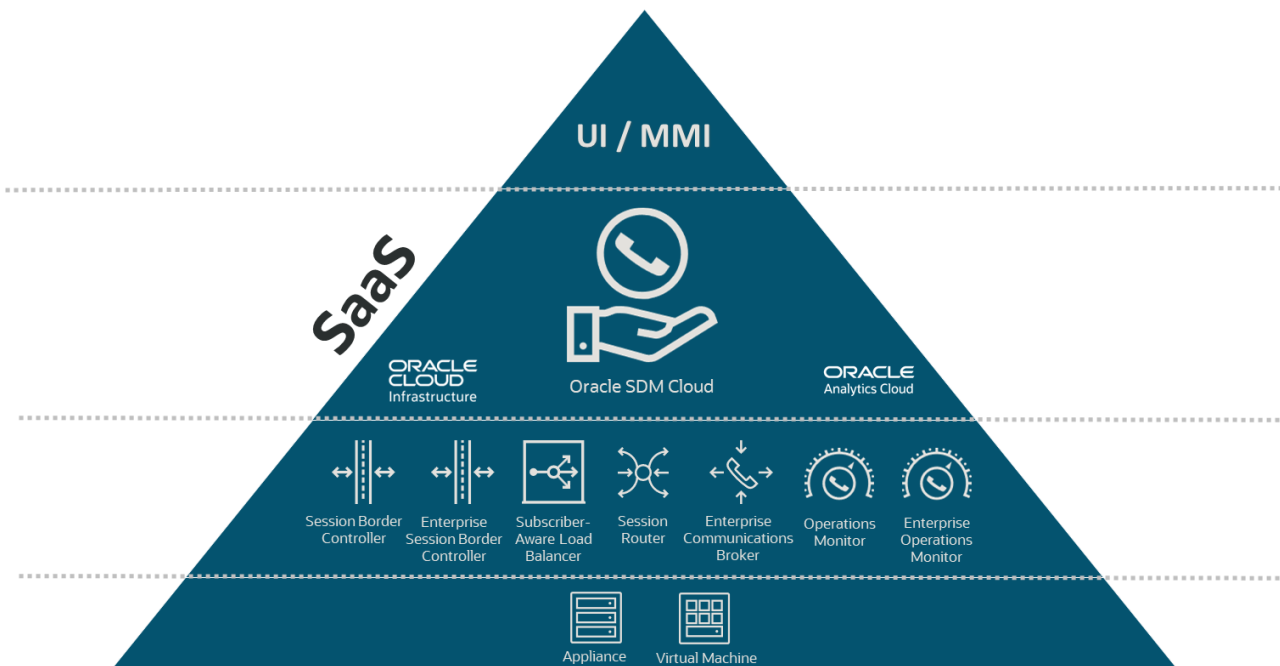 UI / MMI
SaaS
ORACLE
CLOUD
Infrastructure
Oracle SDM Cloud
ORACLE
Analytics Cloud
Session Border
Controller
Enterprise
Session Border
Controller
Subscriber-
Aware Load
Balancer
Session
Router
Enterprise
Communications
Broker
Operations
Monitor
Enterprise
Operations
Monitor
Appliance
Virtual Machine